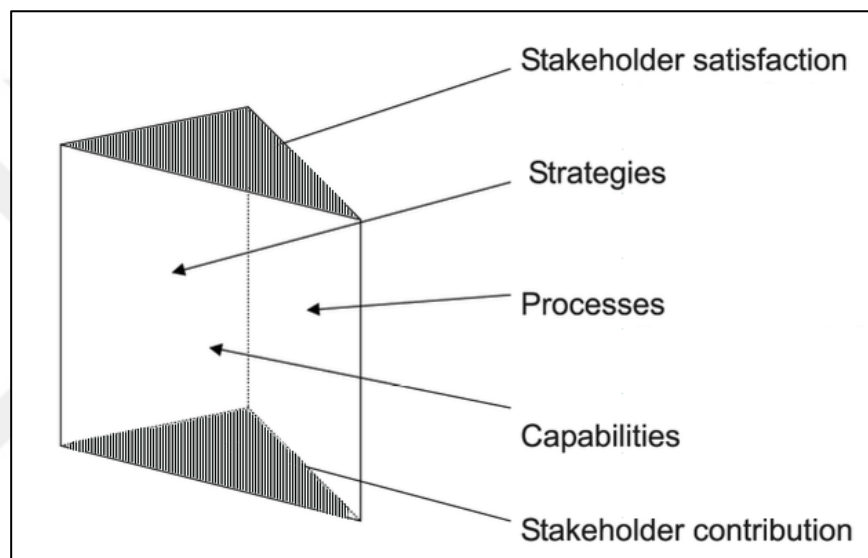 Stakeholder satisfaction
Strategies
Processes
Capabilities
Stakeholder contribution